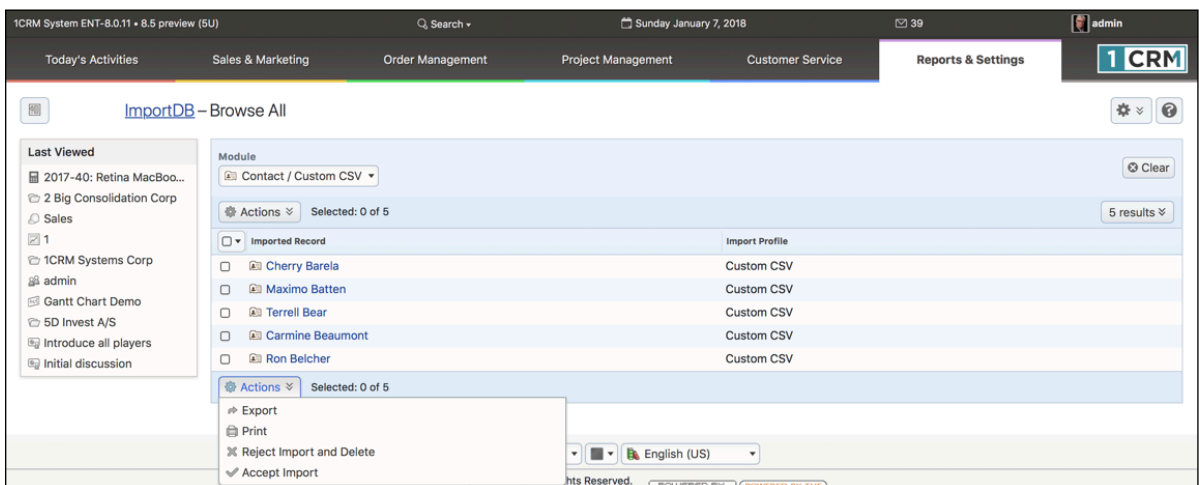 1CRM System ENT-8.0.11 • 8.5 preview (5U) Search Sunday January 7, 2018 39 admin
Today's Activities Sales & Marketing Order Management Project Management Customer Service Reports & Settings 1 CRM
ImportDB – Browse All
Last Viewed
2017-40: Retina MacBoo...
2 Big Consolidation Corp
Sales
1
1CRM Systems Corp
admin
Gantt Chart Demo
5D Invest A/S
Introduce all players
Initial discussion
Module
Contact / Custom CSV
Clear
Actions Selected: 0 of 5 5 results
Imported Record Import Profile
Cherry Barela Custom CSV
Maximo Batten Custom CSV
Terrell Bear Custom CSV
Carmine Beaumont Custom CSV
Ron Belcher Custom CSV
Actions Selected: 0 of 5
Export
Print
Reject Import and Delete
Accept Import
English (US)
hts Reserved.